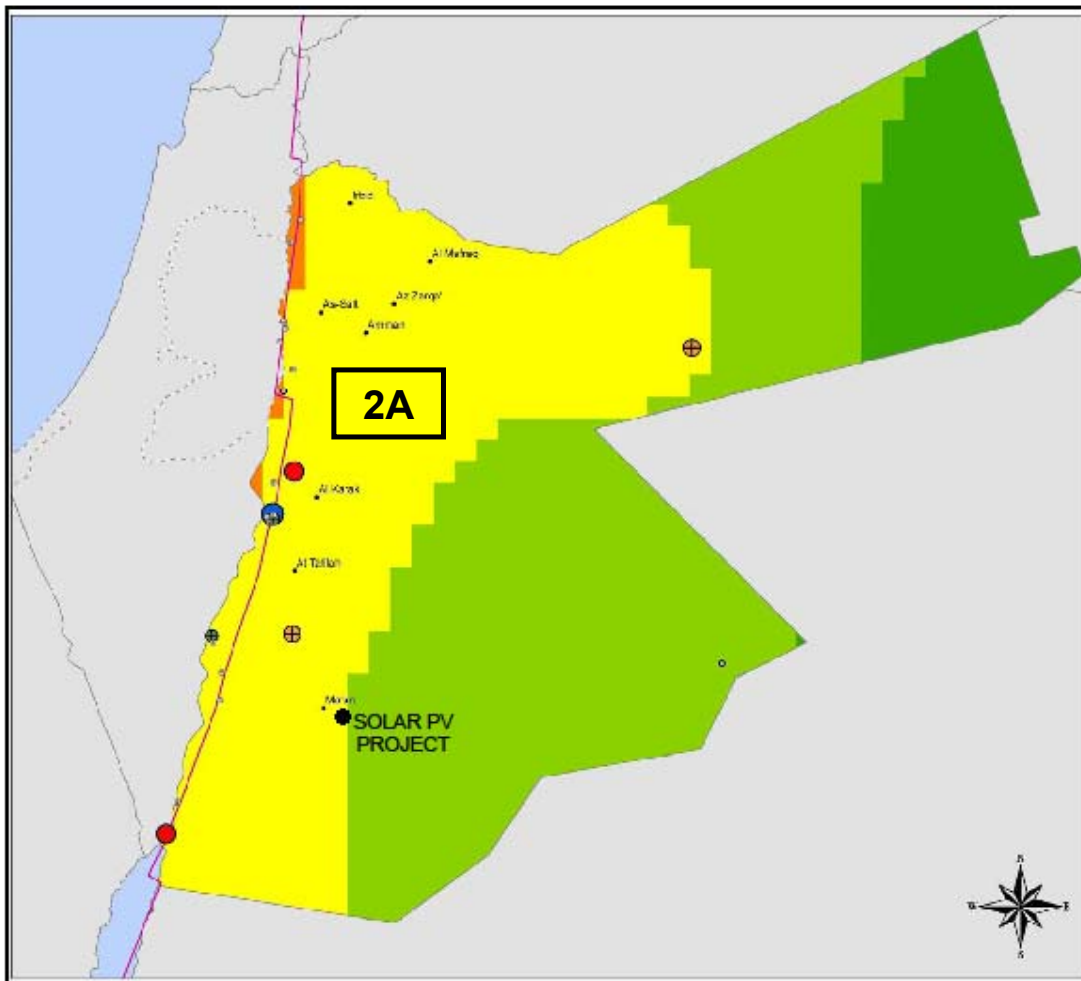 Irbid
Al Mafraq
Az Zarqa'
As-Salt
Amman
2A
Al Karak
At Tafilah
Ma'an
SOLAR PV
PROJECT
N
W
E
S